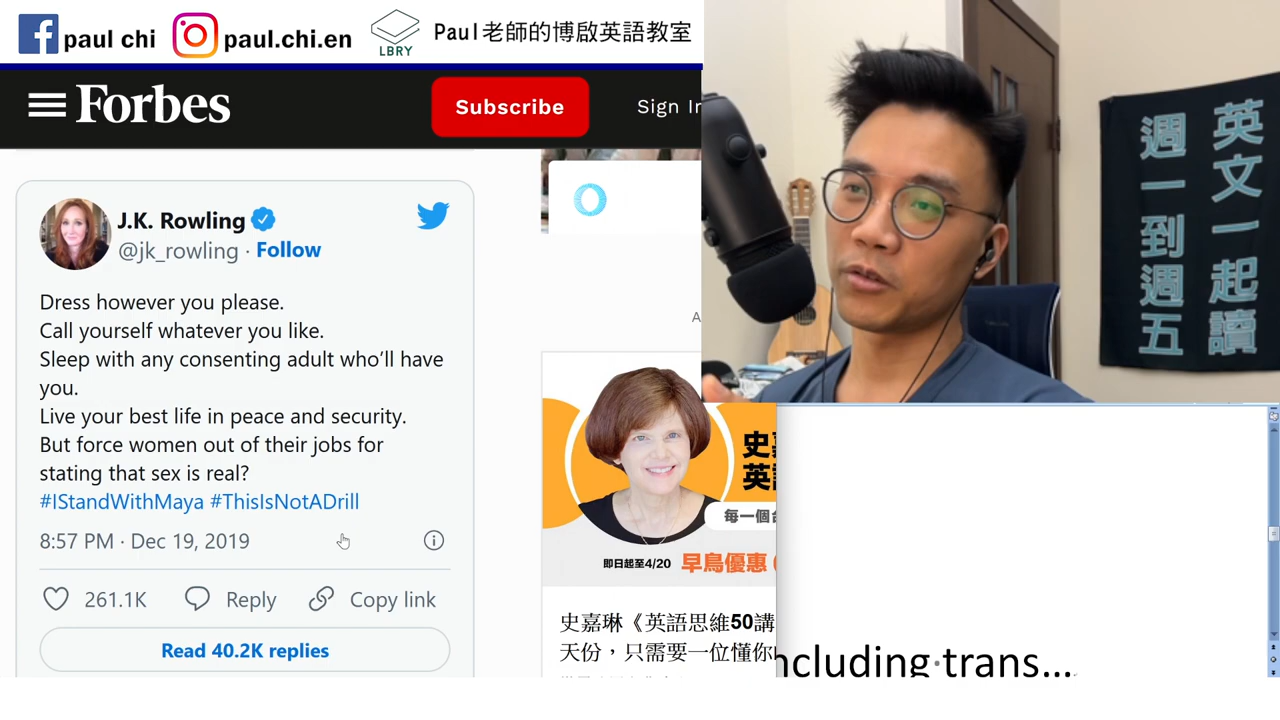 paul chi
paul.chi.en
LBRY
Paul老師的博啟英語教室
Forbes
Subscribe
Sign In
J.K. Rowling
@jk_rowling · Follow
Dress however you please.
Call yourself whatever you like.
Sleep with any consenting adult who'll have
you.
Live your best life in peace and security.
But force women out of their jobs for
stating that sex is real?
#IStandWithMaya #ThisIsNotADrill
8:57 PM · Dec 19, 2019
261.1K
Reply
Copy link
Read 40.2K replies
A
史
英
每一個
即日起至4/20
早鳥優惠
史嘉琳《英語思維50講
天份，只需要一位懂你
英文一起讀
週一到週五
ncluding trans...